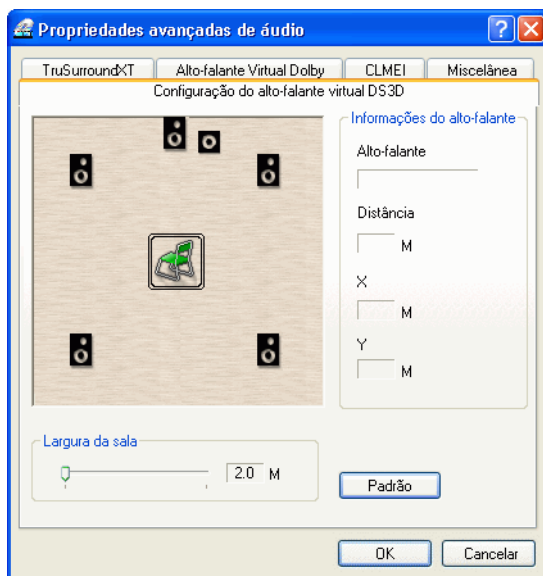 Propriedades avançadas de áudio
TruSurroundXT
Alto-falante Virtual Dolby
CLMEI
Miscelânea
Configuração do alto-falante virtual DS3D
Informações do alto-falante
Alto-falante
Distância
M
X
M
Y
M
Largura da sala
2.0 M
Padrão
OK
Cancelar